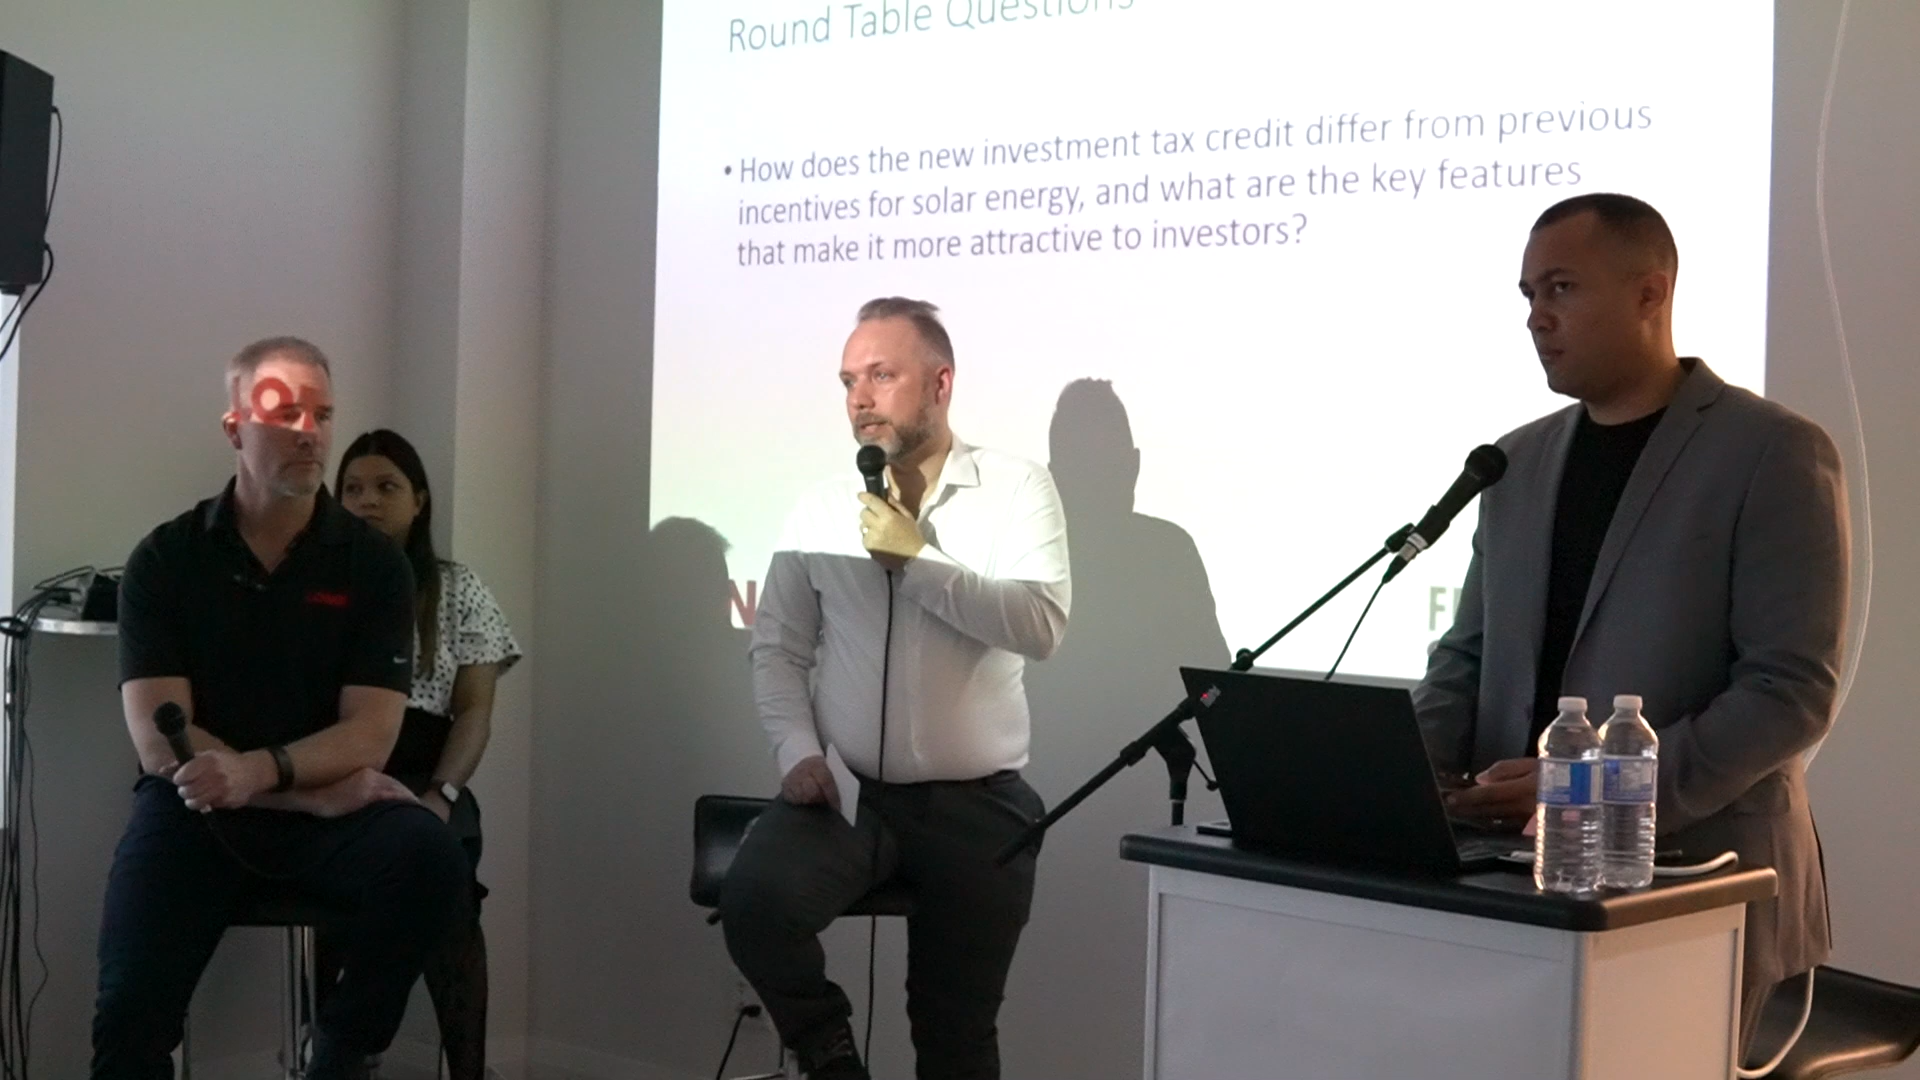 Round Table Questions
• How does the new investment tax credit differ from previous
incentives for solar energy, and what are the key features
that make it more attractive to investors?